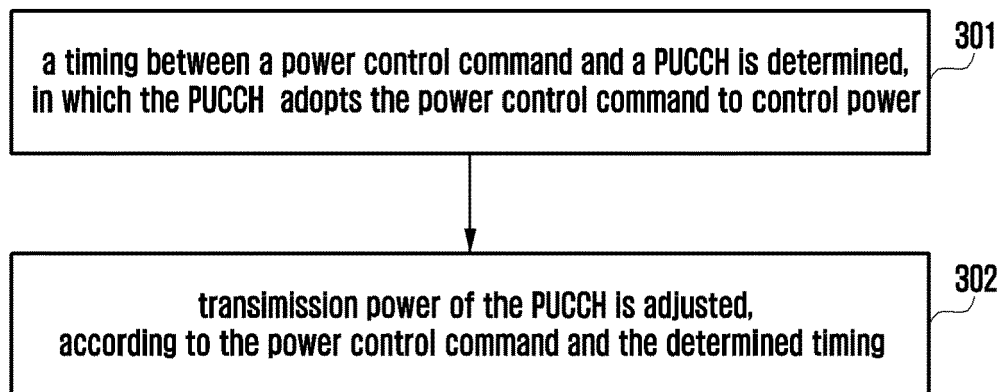 301
a timing between a power control command and a PUCCH is determined,
in which the PUCCH adopts the power control command to control power
302
transimission power of the PUCCH is adjusted,
according to the power control command and the determined timing